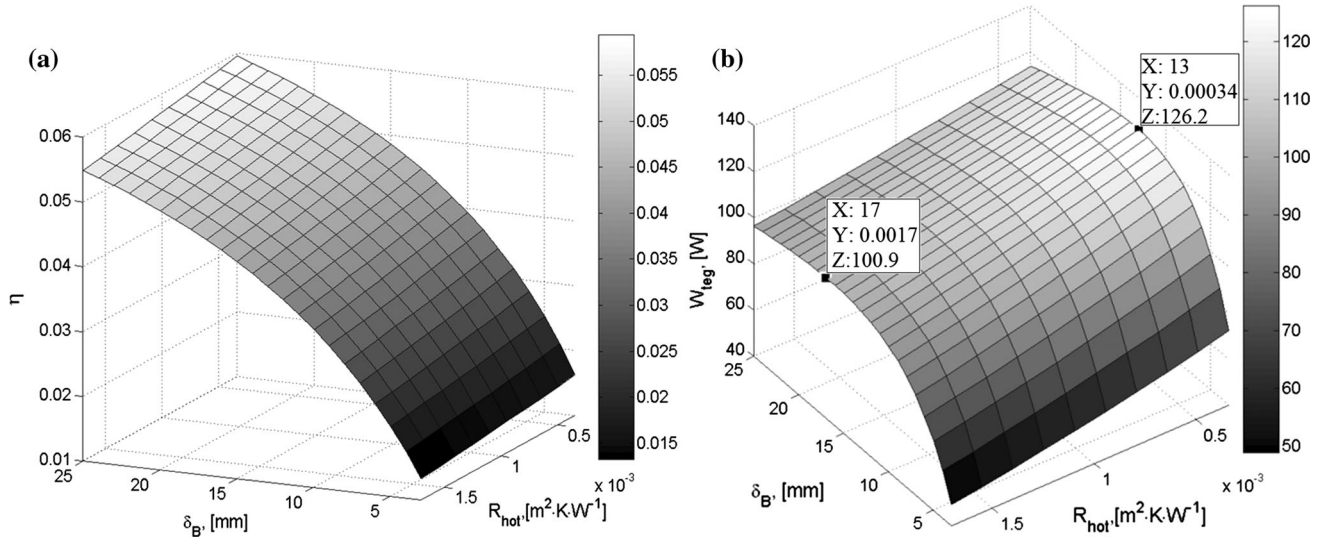 (a)
0.06
0.05
0.04
0.03
0.02
0.01
η
25
20
15
10
5
δB, [mm]
1.5
1
0.5
x 10-3
Rhot,[m2·K·W-1]
0.055
0.05
0.045
0.04
0.035
0.03
0.025
0.02
0.015
(b)
140
120
100
80
60
40
Wteg, [W]
25
20
15
10
5
δB, [mm]
1.5
1
0.5
x 10-3
Rhot,[m2·K·W-1]
X: 17
Y: 0.0017
Z:100.9
X: 13
Y: 0.00034
Z:126.2
120
110
100
90
80
70
60
50